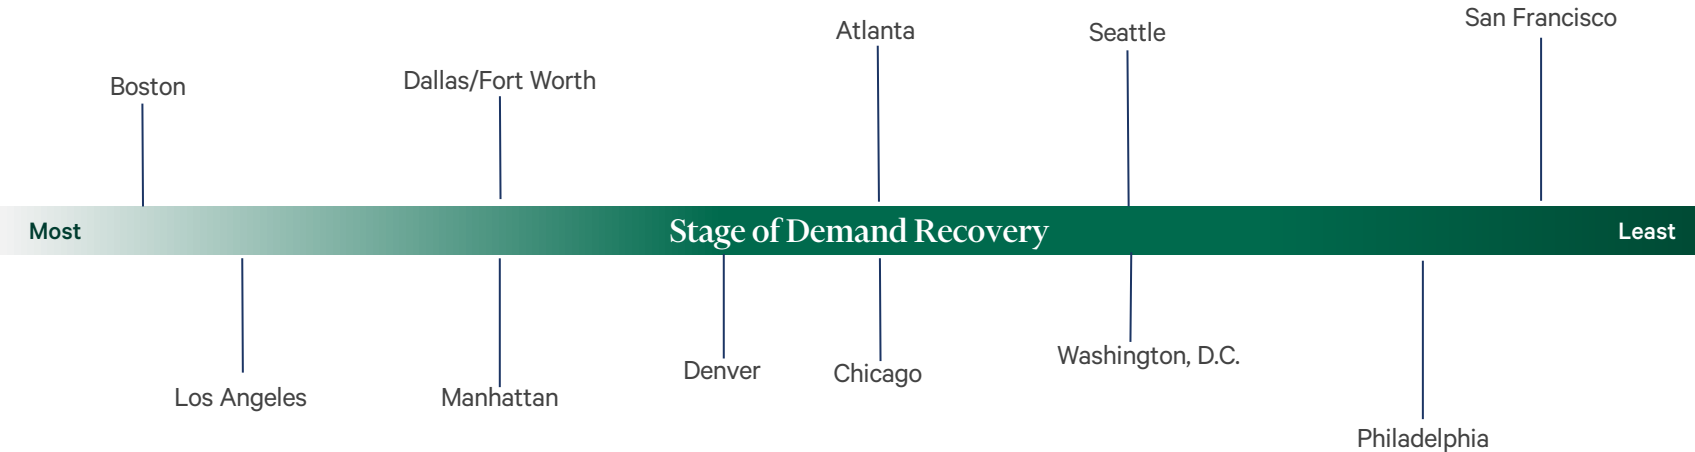 San Francisco
Atlanta
Seattle
Dallas/Fort Worth
Boston
Most
Stage of Demand Recovery
Least
Washington, D.C.
Denver
Chicago
Los Angeles
Manhattan
Philadelphia